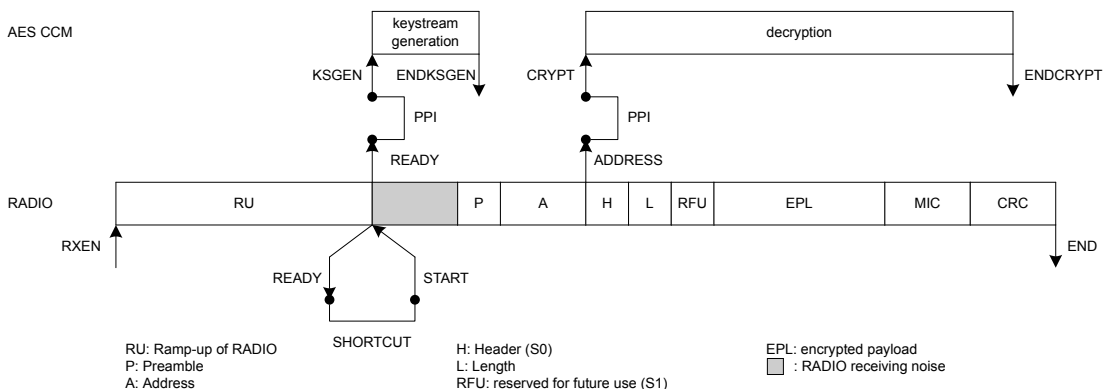 AES CCM
keystream
generation
decryption
KSGEN
ENDKSGEN
CRYPT
ENDCRYPT
PPI
PPI
READY
ADDRESS
RADIO
RU
P
A
H
L
RFU
EPL
MIC
CRC
RXEN
END
READY
START
SHORTCUT
RU: Ramp-up of RADIO
P: Preamble
A: Address
H: Header (S0)
L: Length
RFU: reserved for future use (S1)
EPL: encrypted payload
: RADIO receiving noise